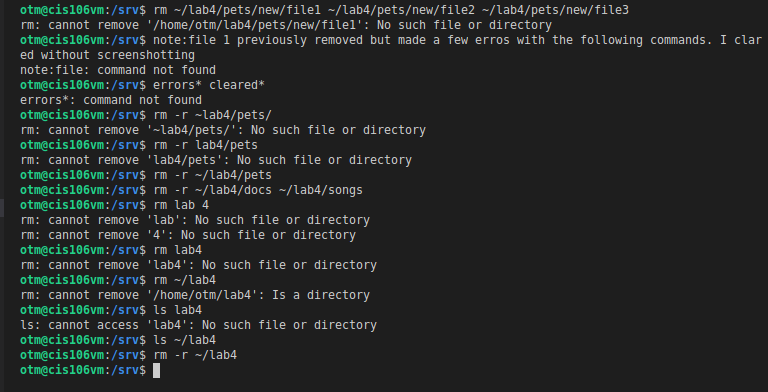 otm@cis106vm:/srv$ rm ~/lab4/pets/new/file1 ~/lab4/pets/new/file2 ~/lab4/pets/new/file3
rm: cannot remove '/home/otm/lab4/pets/new/file1': No such file or directory
otm@cis106vm:/srv$ note:file 1 previously removed but made a few erros with the following commands. I clar
ed without screenshotting
note:file: command not found
otm@cis106vm:/srv$ errors* cleared*
errors*: command not found
otm@cis106vm:/srv$ rm -r ~lab4/pets/
rm: cannot remove '~lab4/pets/': No such file or directory
otm@cis106vm:/srv$ rm -r lab4/pets
rm: cannot remove 'lab4/pets': No such file or directory
otm@cis106vm:/srv$ rm -r ~/lab4/pets
otm@cis106vm:/srv$ rm -r ~/lab4/docs ~/lab4/songs
otm@cis106vm:/srv$ rm lab 4
rm: cannot remove 'lab': No such file or directory
rm: cannot remove '4': No such file or directory
otm@cis106vm:/srv$ rm lab4
rm: cannot remove 'lab4': No such file or directory
otm@cis106vm:/srv$ rm ~/lab4
rm: cannot remove '/home/otm/lab4': Is a directory
otm@cis106vm:/srv$ ls lab4
ls: cannot access 'lab4': No such file or directory
otm@cis106vm:/srv$ ls ~/lab4
otm@cis106vm:/srv$ rm -r ~/lab4
otm@cis106vm:/srv$